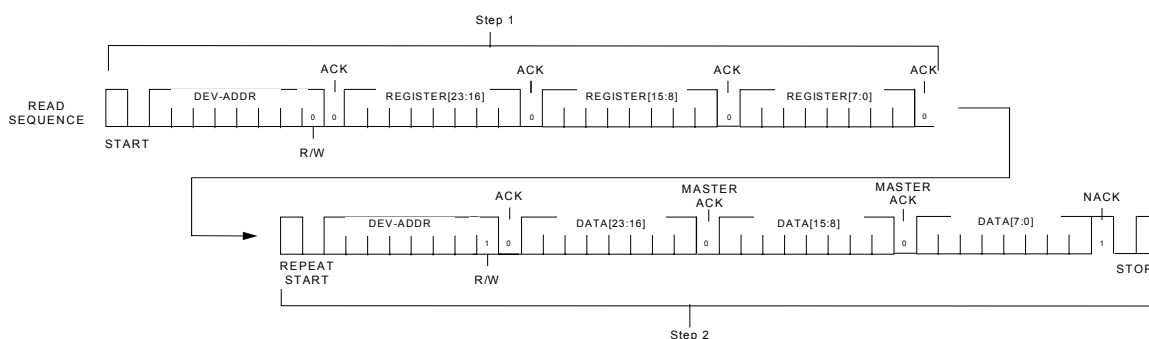 Step 1
ACK ACK ACK ACK
READ SEQUENCE
DEV-ADDR REGISTER[23:16] REGISTER[15:8] REGISTER[7:0]
0 0 0 0 0
START
R/W
ACK MASTER ACK MASTER ACK NACK
DEV-ADDR DATA[23:16] DATA[15:8] DATA[7:0]
1 0 0 0 1
REPEAT START
R/W
STOP
Step 2